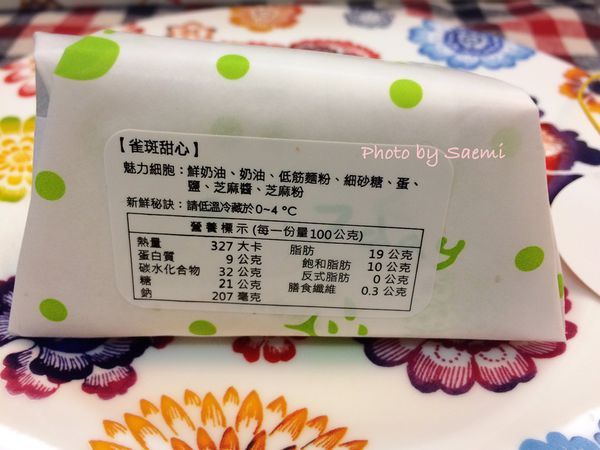 【雀斑甜心】
Photo by Saemi
魅力細胞：鮮奶油、奶油、低筋麵粉、細砂糖、蛋、
鹽、芝麻醬、芝麻粉
新鮮秘訣：請低溫冷藏於0~4 ℃
營養標示(每一份量100公克)
熱量 327 大卡 脂肪 19 公克
蛋白質 9 公克 飽和脂肪 10 公克
碳水化合物 32 公克 反式脂肪 0 公克
糖 21 公克 膳食纖維 0.3 公克
鈉 207 毫克